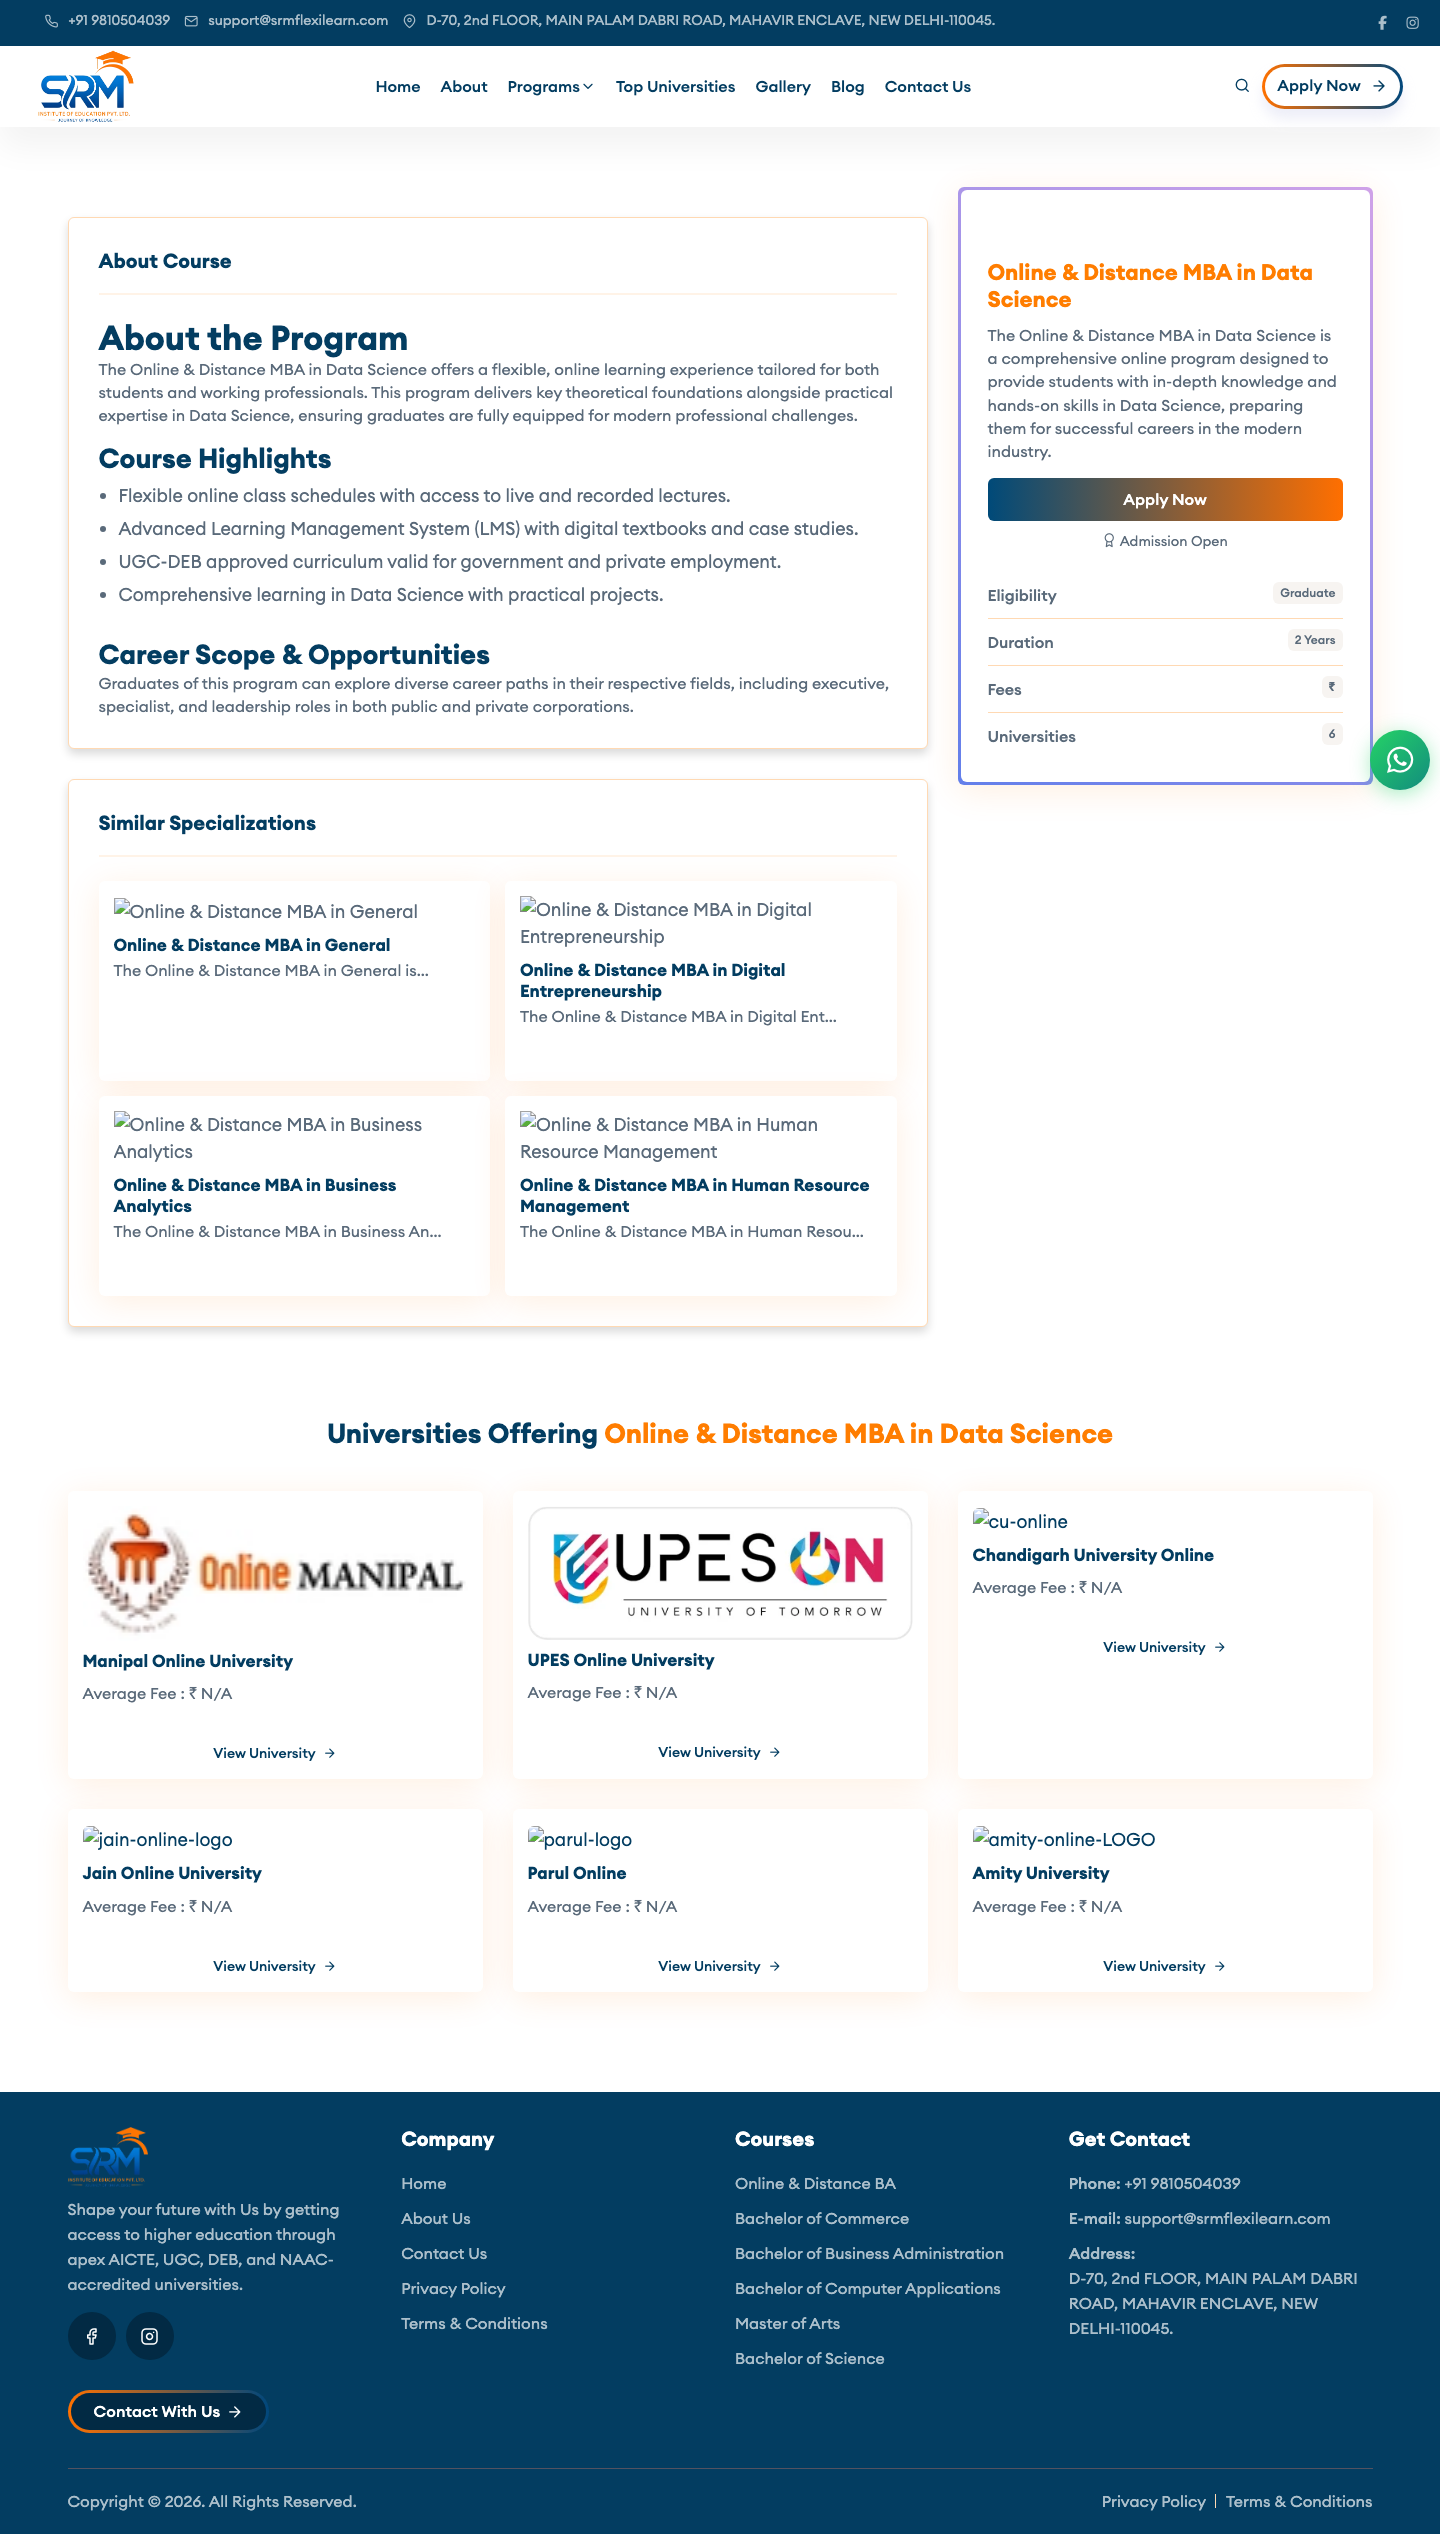 +91 9810504039 support@srmflexilearn.com D-70, 2nd FLOOR, MAIN PALAM DABRI ROAD, MAHAVIR ENCLAVE, NEW DELHI-110045.
SRM
INSTITUTE OF EDUCATION PVT. LTD.
JOURNEY OF KNOWLEDGE
Home About Programs Top Universities Gallery Blog Contact Us
Apply Now
About Course
About the Program
The Online & Distance MBA in Data Science offers a flexible, online learning experience tailored for both
students and working professionals. This program delivers key theoretical foundations alongside practical
expertise in Data Science, ensuring graduates are fully equipped for modern professional challenges.
Course Highlights
Flexible online class schedules with access to live and recorded lectures.
Advanced Learning Management System (LMS) with digital textbooks and case studies.
UGC-DEB approved curriculum valid for government and private employment.
Comprehensive learning in Data Science with practical projects.
Career Scope & Opportunities
Graduates of this program can explore diverse career paths in their respective fields, including executive,
specialist, and leadership roles in both public and private corporations.
Online & Distance MBA in Data
Science
The Online & Distance MBA in Data Science is
a comprehensive online program designed to
provide students with in-depth knowledge and
hands-on skills in Data Science, preparing
them for successful careers in the modern
industry.
Apply Now
Admission Open
Eligibility Graduate
Duration 2 Years
Fees ₹
Universities 6
Similar Specializations
Online & Distance MBA in General
Online & Distance MBA in General
The Online & Distance MBA in General is...
Online & Distance MBA in Digital
Entrepreneurship
Online & Distance MBA in Digital
Entrepreneurship
The Online & Distance MBA in Digital Ent...
Online & Distance MBA in Business
Analytics
Online & Distance MBA in Business
Analytics
The Online & Distance MBA in Business An...
Online & Distance MBA in Human
Resource Management
Online & Distance MBA in Human Resource
Management
The Online & Distance MBA in Human Resou...
Universities Offering Online & Distance MBA in Data Science
Online MANIPAL
Manipal Online University
Average Fee : ₹ N/A
View University
UPES ON
UNIVERSITY OF TOMORROW
UPES Online University
Average Fee : ₹ N/A
View University
cu-online
Chandigarh University Online
Average Fee : ₹ N/A
View University
jain-online-logo
Jain Online University
Average Fee : ₹ N/A
View University
parul-logo
Parul Online
Average Fee : ₹ N/A
View University
amity-online-LOGO
Amity University
Average Fee : ₹ N/A
View University
SRM
INSTITUTE OF EDUCATION PVT. LTD.
Shape your future with Us by getting
access to higher education through
apex AICTE, UGC, DEB, and NAAC-
accredited universities.
Contact With Us
Company
Home
About Us
Contact Us
Privacy Policy
Terms & Conditions
Courses
Online & Distance BA
Bachelor of Commerce
Bachelor of Business Administration
Bachelor of Computer Applications
Master of Arts
Bachelor of Science
Get Contact
Phone: +91 9810504039
E-mail: support@srmflexilearn.com
Address:
D-70, 2nd FLOOR, MAIN PALAM DABRI
ROAD, MAHAVIR ENCLAVE, NEW
DELHI-110045.
Copyright © 2026. All Rights Reserved.
Privacy Policy | Terms & Conditions